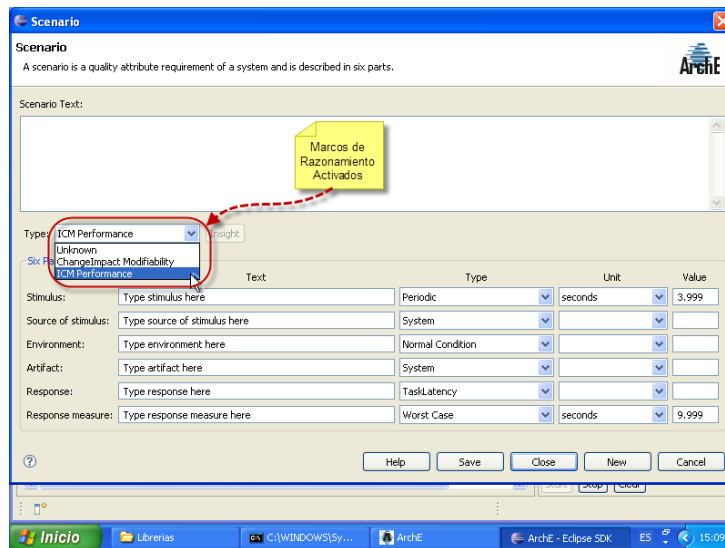 Scenario
Scenario
A scenario is a quality attribute requirement of a system and is described in six parts.
ArchE
Scenario Text:
Marcos de
Razonamiento
Activados
Type: ICM Performance Insight
Unknown
ChangeImpact Modifiability
ICM Performance
Six Pa
Text Type Unit Value
Stimulus: Type stimulus here Periodic seconds 3.999
Source of stimulus: Type source of stimulus here System
Environment: Type environment here Normal Condition
Artifact: Type artifact here System
Response: Type response here TaskLatency
Response measure: Type response measure here Worst Case seconds 9.999
Help Save Close New Cancel
Start Stop Clear
Inicio Librerias C:\WINDOWS\Sy... ArchE ArchE - Eclipse SDK ES 15:09